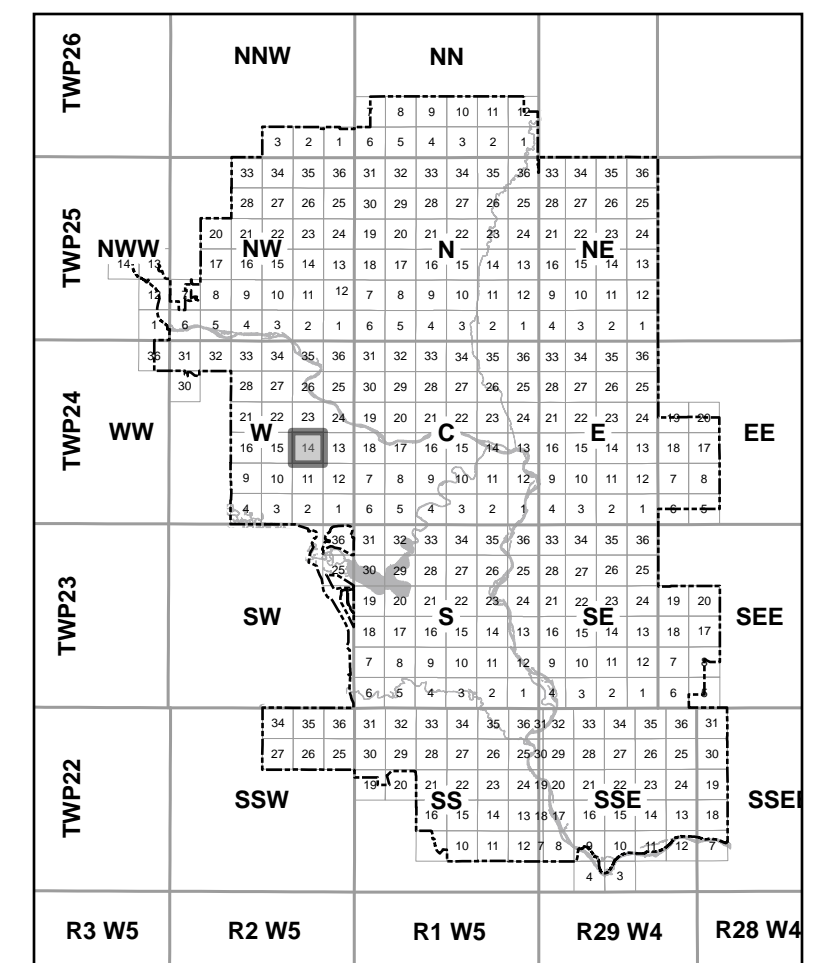 NNW NN
TWP26
7 8 9 10 11 12
3 2 1 6 5 4 3 2 1
33 34 35 36 31 32 33 34 35 36 33 34 35 36
28 27 26 25 30 29 28 27 26 25 28 27 26 25
20 21 22 23 24 19 20 21 22 23 24 21 22 23 24
TWP25
NWW NW N NE
14 13 17 16 15 14 13 18 17 16 15 14 13 16 15 14 13
12 7 8 9 10 11 12 7 8 9 10 11 12 9 10 11 12
1 6 5 4 3 2 1 6 5 4 3 2 1 4 3 2 1
36 31 32 33 34 35 36 31 32 33 34 35 36 33 34 35 36
30 28 27 26 25 30 29 28 27 26 25 28 27 26 25
21 22 23 24 19 20 21 22 23 24 21 22 23 24 19 20
TWP24
WW W C E EE
16 15 14 13 18 17 16 15 14 13 16 15 14 13 18 17
9 10 11 12 7 8 9 10 11 12 9 10 11 12 7 8
4 3 2 1 6 5 4 3 2 1 4 3 2 1 6 5
36 31 32 33 34 35 36 33 34 35 36
25 30 29 28 27 26 25 28 27 26 25
19 20 21 22 23 24 21 22 23 24 19 20
TWP23
SW S SE SEE
18 17 16 15 14 13 16 15 14 13 18 17
7 8 9 10 11 12 9 10 11 12 7 8
6 5 4 3 2 1 4 3 2 1 6
34 35 36 31 32 33 34 35 36 31 32 33 34 35 36 31
27 26 25 30 29 28 27 26 25 30 29 28 27 26 25 30
19 20 21 22 23 24 19 20 21 22 23 24 19
TWP22
SSW SS SSE
16 15 14 13 18 17 16 15 14 13 18
10 11 12 7 8 9 10 11 12 7
4 3
R3 W5 R2 W5 R1 W5 R29 W4 R28 W4